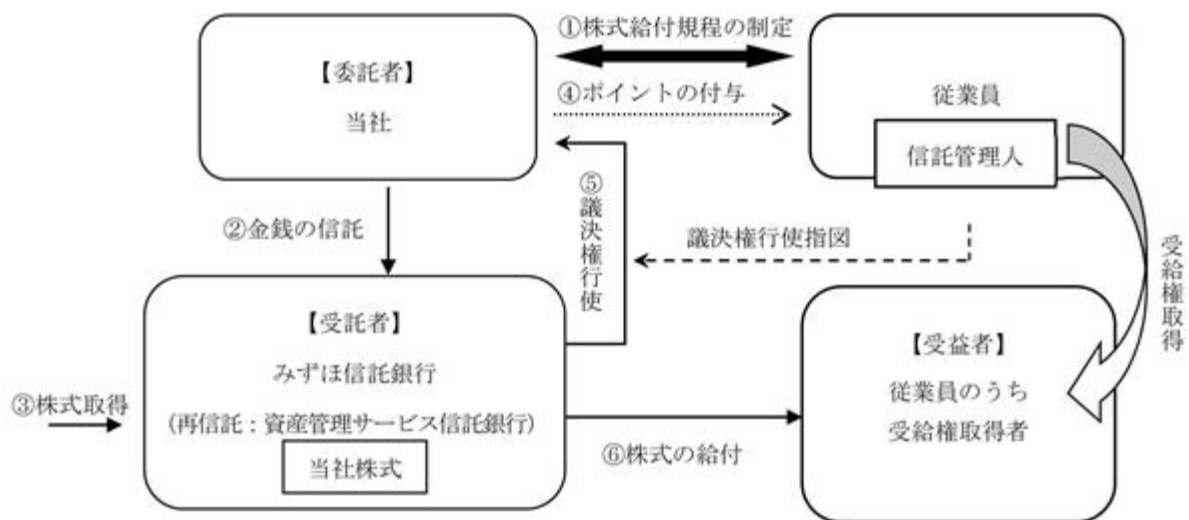 ①株式給付規程の制定
【委託者】
当社
④ポイントの付与
従業員
信託管理人
②金銭の信託
⑤議決権行使
議決権行使指図
受給権取得
【受託者】
みずほ信託銀行
(再信託：資産管理サービス信託銀行)
当社株式
③株式取得
⑥株式の給付
【受益者】
従業員のうち
受給権取得者